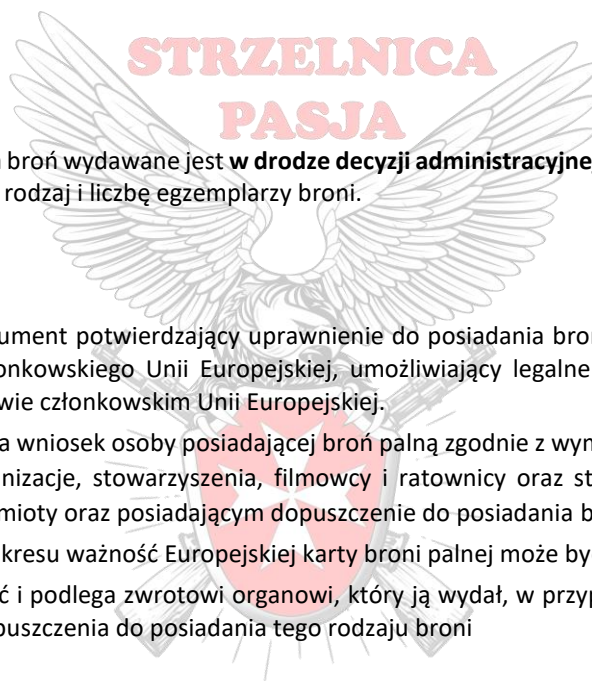 STRZELNICA
PASJA
broń wydawane jest w drodze decyzji administracyjne
rodzaj i liczbę egzemplarzy broni.
ument potwierdzający uprawnienie do posiadania bron
onkowskiego Unii Europejskiej, umożliwiający legalne
wie członkowskim Unii Europejskiej.
a wniosek osoby posiadającej broń palną zgodnie z wym
nizacje, stowarzyszenia, filmowcy i ratownicy oraz st
mioty oraz posiadającym dopuszczenie do posiadania b
kresu ważność Europejskiej karty broni palnej może by
ć i podlega zwrotowi organowi, który ją wydał, w przyp
puszczenia do posiadania tego rodzaju broni